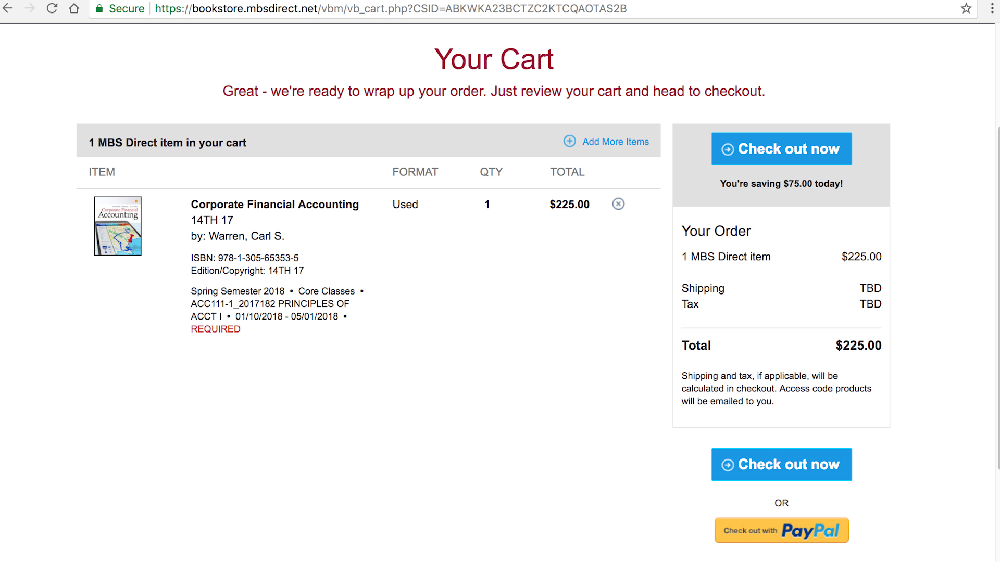 Secure https://bookstore.mbsdirect.net/vbm/vb_cart.php?CSID=ABKWKA23BCTZC2KTCQAOTAS2B
Your Cart
Great - we're ready to wrap up your order. Just review your cart and head to checkout.
1 MBS Direct item in your cart
Add More Items
ITEM FORMAT QTY TOTAL
Corporate Financial Accounting
Corporate Financial Accounting Used 1 $225.00
14TH 17
by: Warren, Carl S.
ISBN: 978-1-305-65353-5
Edition/Copyright: 14TH 17
Spring Semester 2018 • Core Classes •
ACC111-1_2017182 PRINCIPLES OF
ACCT I • 01/10/2018 - 05/01/2018 •
REQUIRED
Check out now
You're saving $75.00 today!
Your Order
1 MBS Direct item $225.00
Shipping TBD
Tax TBD
Total $225.00
Shipping and tax, if applicable, will be
calculated in checkout. Access code products
will be emailed to you.
Check out now
OR
Check out with PayPal